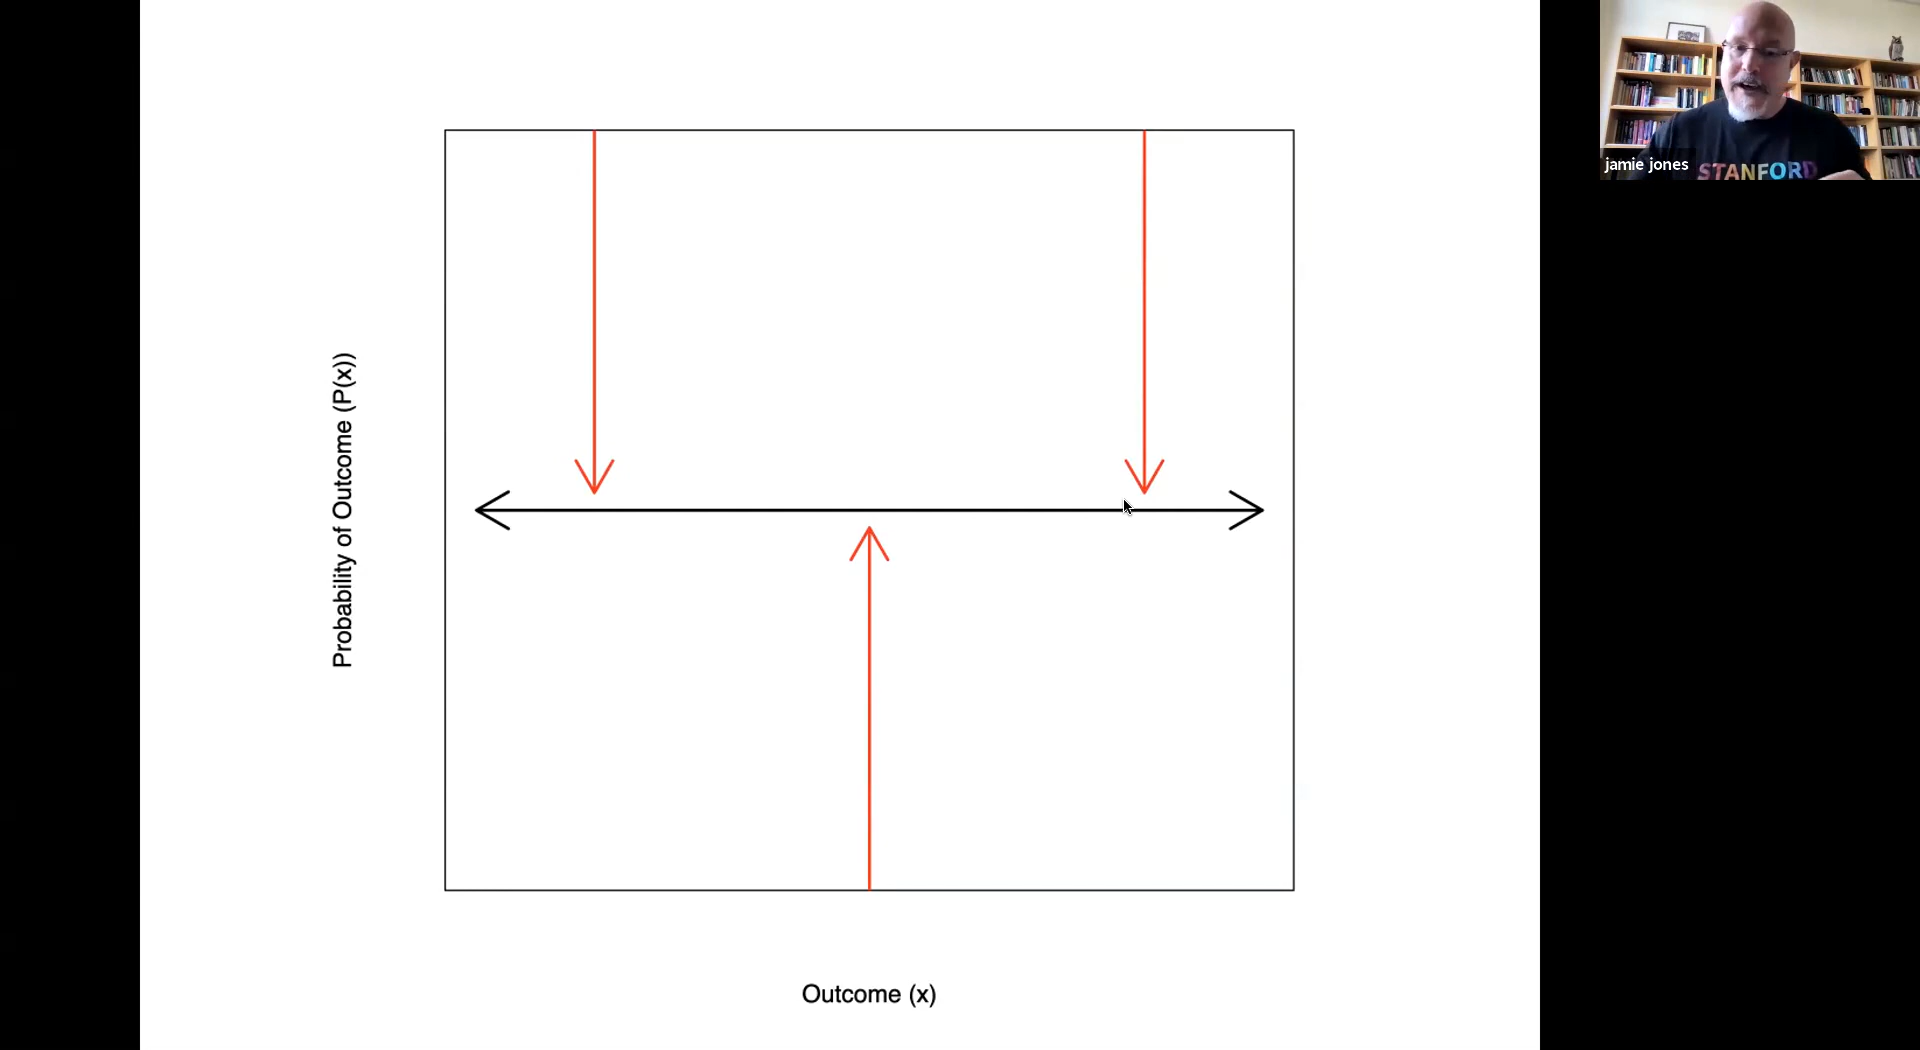 Probability of Outcome (P(x))
Outcome (x)
jamie jones
STANFORD